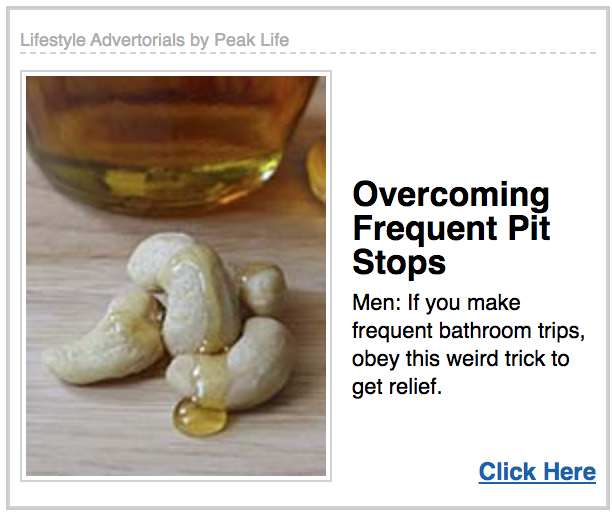 Lifestyle Advertorials by Peak Life
Overcoming
Frequent Pit
Stops
Men: If you make
frequent bathroom trips,
obey this weird trick to
get relief.
Click Here